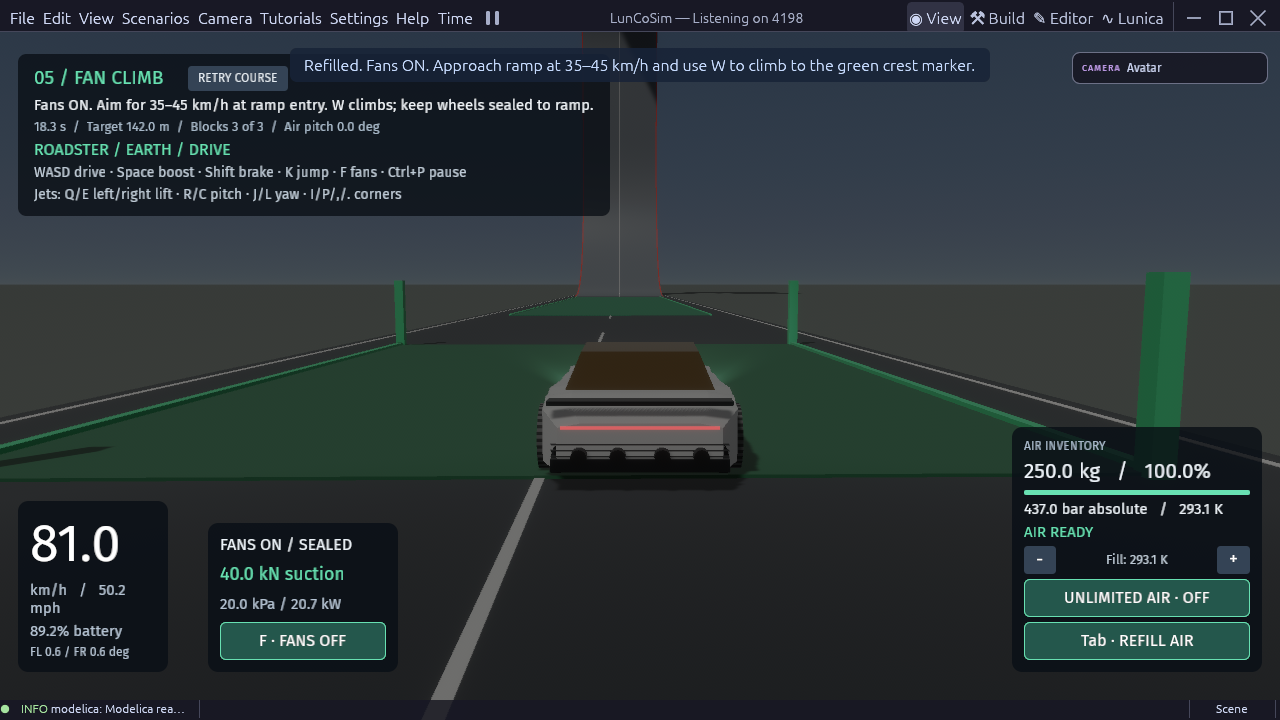 File Edit View Scenarios Camera Tutorials Settings Help Time
LunCoSim — Listening on 4198
View Build Editor Lunica
05 / FAN CLIMB
RETRY COURSE
Refilled. Fans ON. Approach ramp at 35–45 km/h and use W to climb to the green crest marker.
Fans ON. Aim for 35–45 km/h at ramp entry. W climbs; keep wheels sealed to ramp.
18.3 s / Target 142.0 m / Blocks 3 of 3 / Air pitch 0.0 deg
ROADSTER / EARTH / DRIVE
WASD drive · Space boost · Shift brake · K jump · F fans · Ctrl+P pause
Jets: Q/E left/right lift · R/C pitch · J/L yaw · I/P/,/. corners
CAMERA Avatar
81.0
km/h / 50.2
mph
89.2% battery
FL 0.6 / FR 0.6 deg
FANS ON / SEALED
40.0 kN suction
20.0 kPa / 20.7 kW
F · FANS OFF
AIR INVENTORY
250.0 kg / 100.0%
437.0 bar absolute / 293.1 K
AIR READY
- Fill: 293.1 K +
UNLIMITED AIR · OFF
Tab · REFILL AIR
INFO modelica: Modelica rea…
Scene